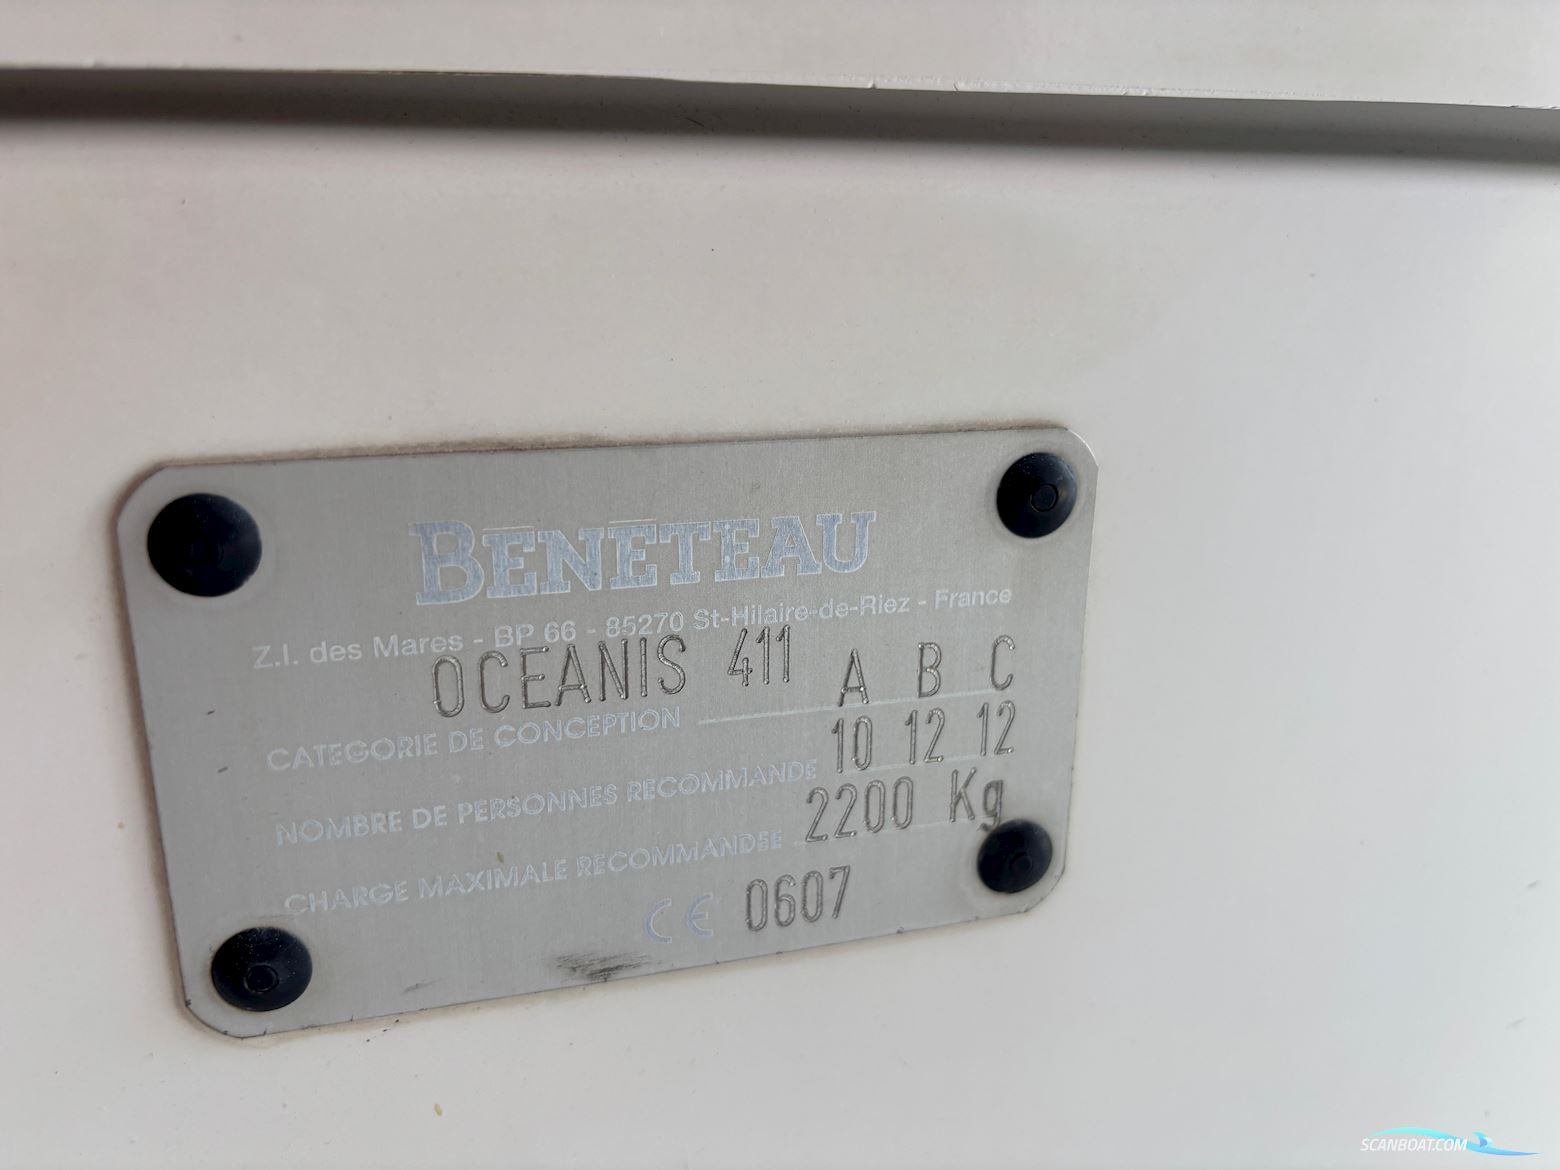 BENETEAU
Z.I. des Mares - BP 66 - 85270 St-Hilaire-de-Riez - France
OCEANIS 411
CATEGORIE DE CONCEPTION A B C
NOMBRE DE PERSONNES RECOMMANDE 10 12 12
CHARGE MAXIMALE RECOMMANDEE 2200 Kg
CE 0607
SCANBOAT.COM